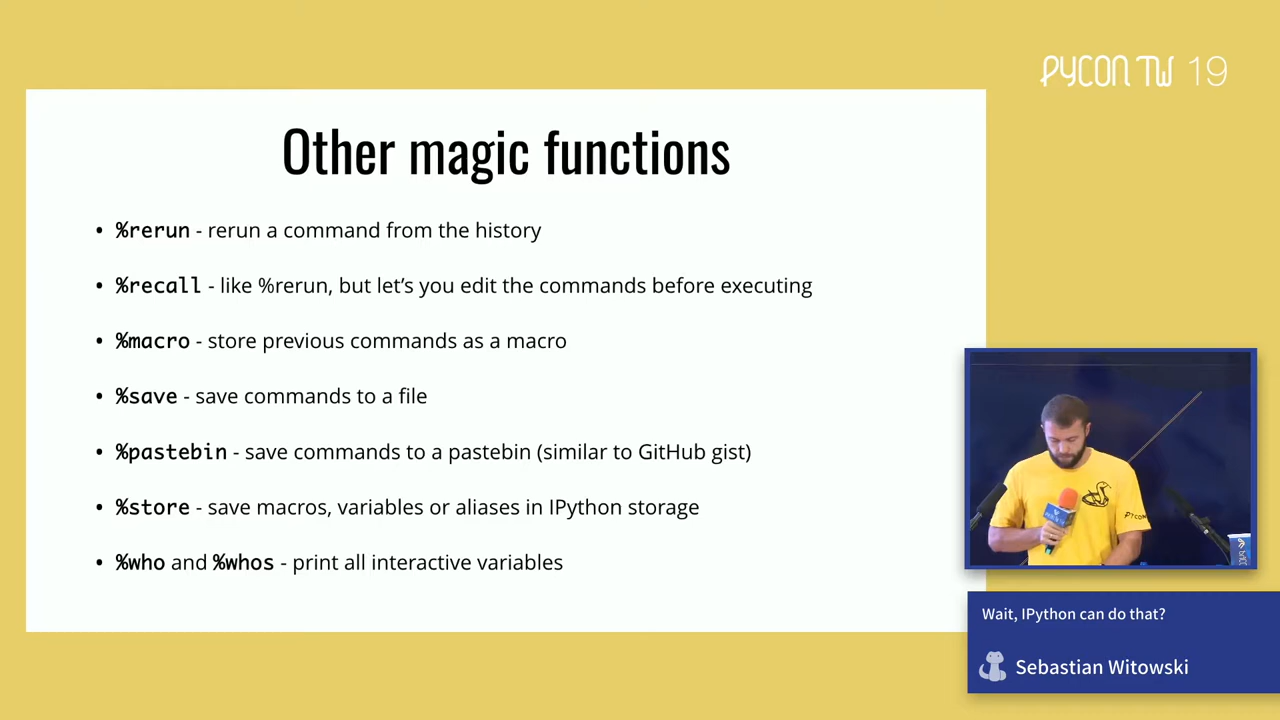 PYCON TW 19
Other magic functions
• %rerun - rerun a command from the history
• %recall - like %rerun, but let's you edit the commands before executing
• %macro - store previous commands as a macro
• %save - save commands to a file
• %pastebin - save commands to a pastebin (similar to GitHub gist)
• %store - save macros, variables or aliases in IPython storage
• %who and %whos - print all interactive variables
PYCON
Wait, IPython can do that?
Sebastian Witowski